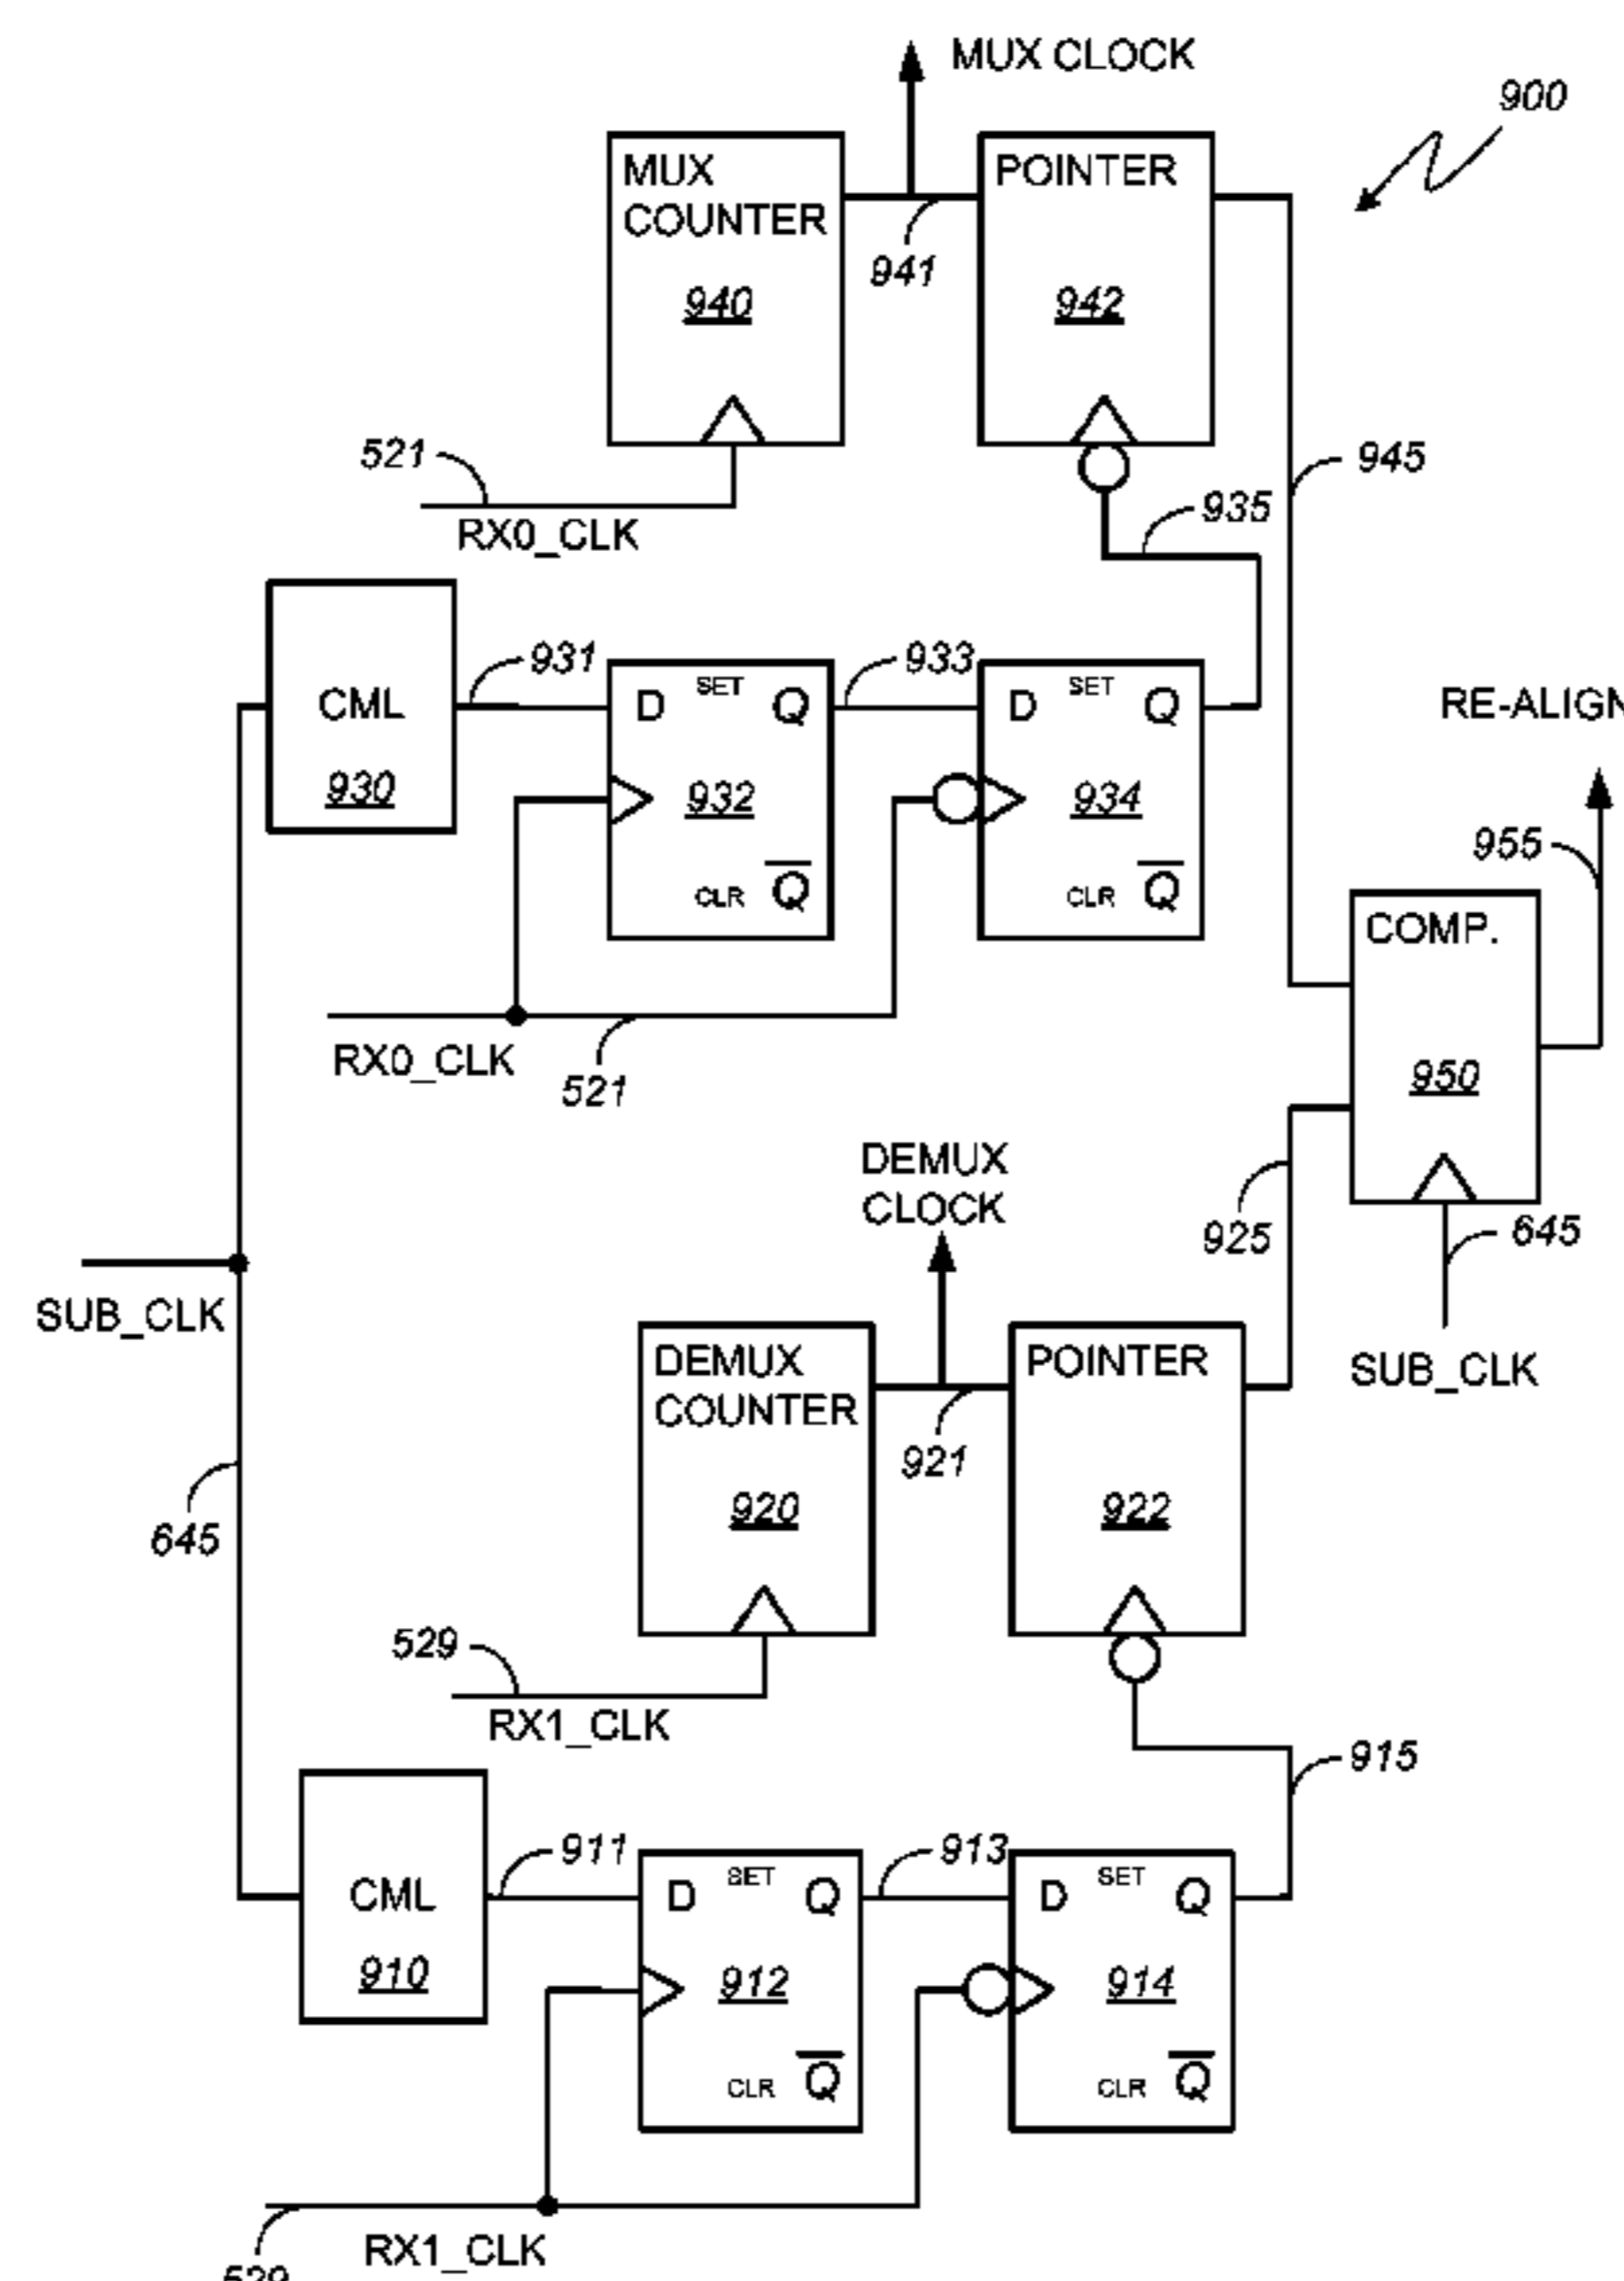 MUX CLOCK
900
MUX
COUNTER
940
941
POINTER
942
521
RX0_CLK
945
935
CML
930
931
D SET Q
932
CLR Q
933
D SET Q
934
CLR Q
RX0_CLK
521
RE-ALIGN
955
COMP.
950
645
SUB_CLK
DEMUX
CLOCK
925
SUB_CLK
645
DEMUX
COUNTER
920
921
POINTER
922
529
RX1_CLK
915
CML
910
911
D SET Q
912
CLR Q
913
D SET Q
914
CLR Q
RX1_CLK
529